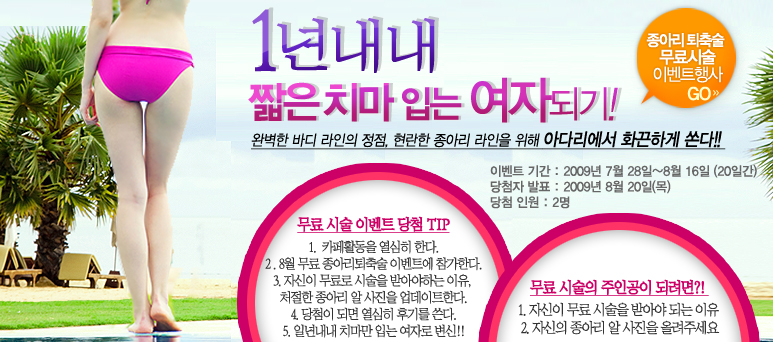 1년내내
짧은 치마 입는 여자되기!
완벽한 바디 라인의 정점, 현란한 종아리 라인을 위해 아다리에서 화끈하게 쏜다!!
종아리 퇴축술
무료시술
이벤트행사
GO»
이벤트 기간 : 2009년 7월 28일~8월 16일 (20일간)
당첨자 발표 : 2009년 8월 20일(목)
당첨 인원 : 2명
무료 시술 이벤트 당첨 TIP
1. 카페활동을 열심히 한다.
2. 8월 무료 종아리퇴축술 이벤트에 참가한다.
3. 자신이 무료로 시술을 받아야하는 이유,
처절한 종아리 알 사진을 업데이트한다.
4. 당첨이 되면 열심히 후기를 쓴다.
5. 일년내내 치마만 입는 여자로 변신!!
무료 시술의 주인공이 되려면?!
1. 자신이 무료 시술을 받아야 되는 이유
2. 자신의 종아리 알 사진을 올려주세요